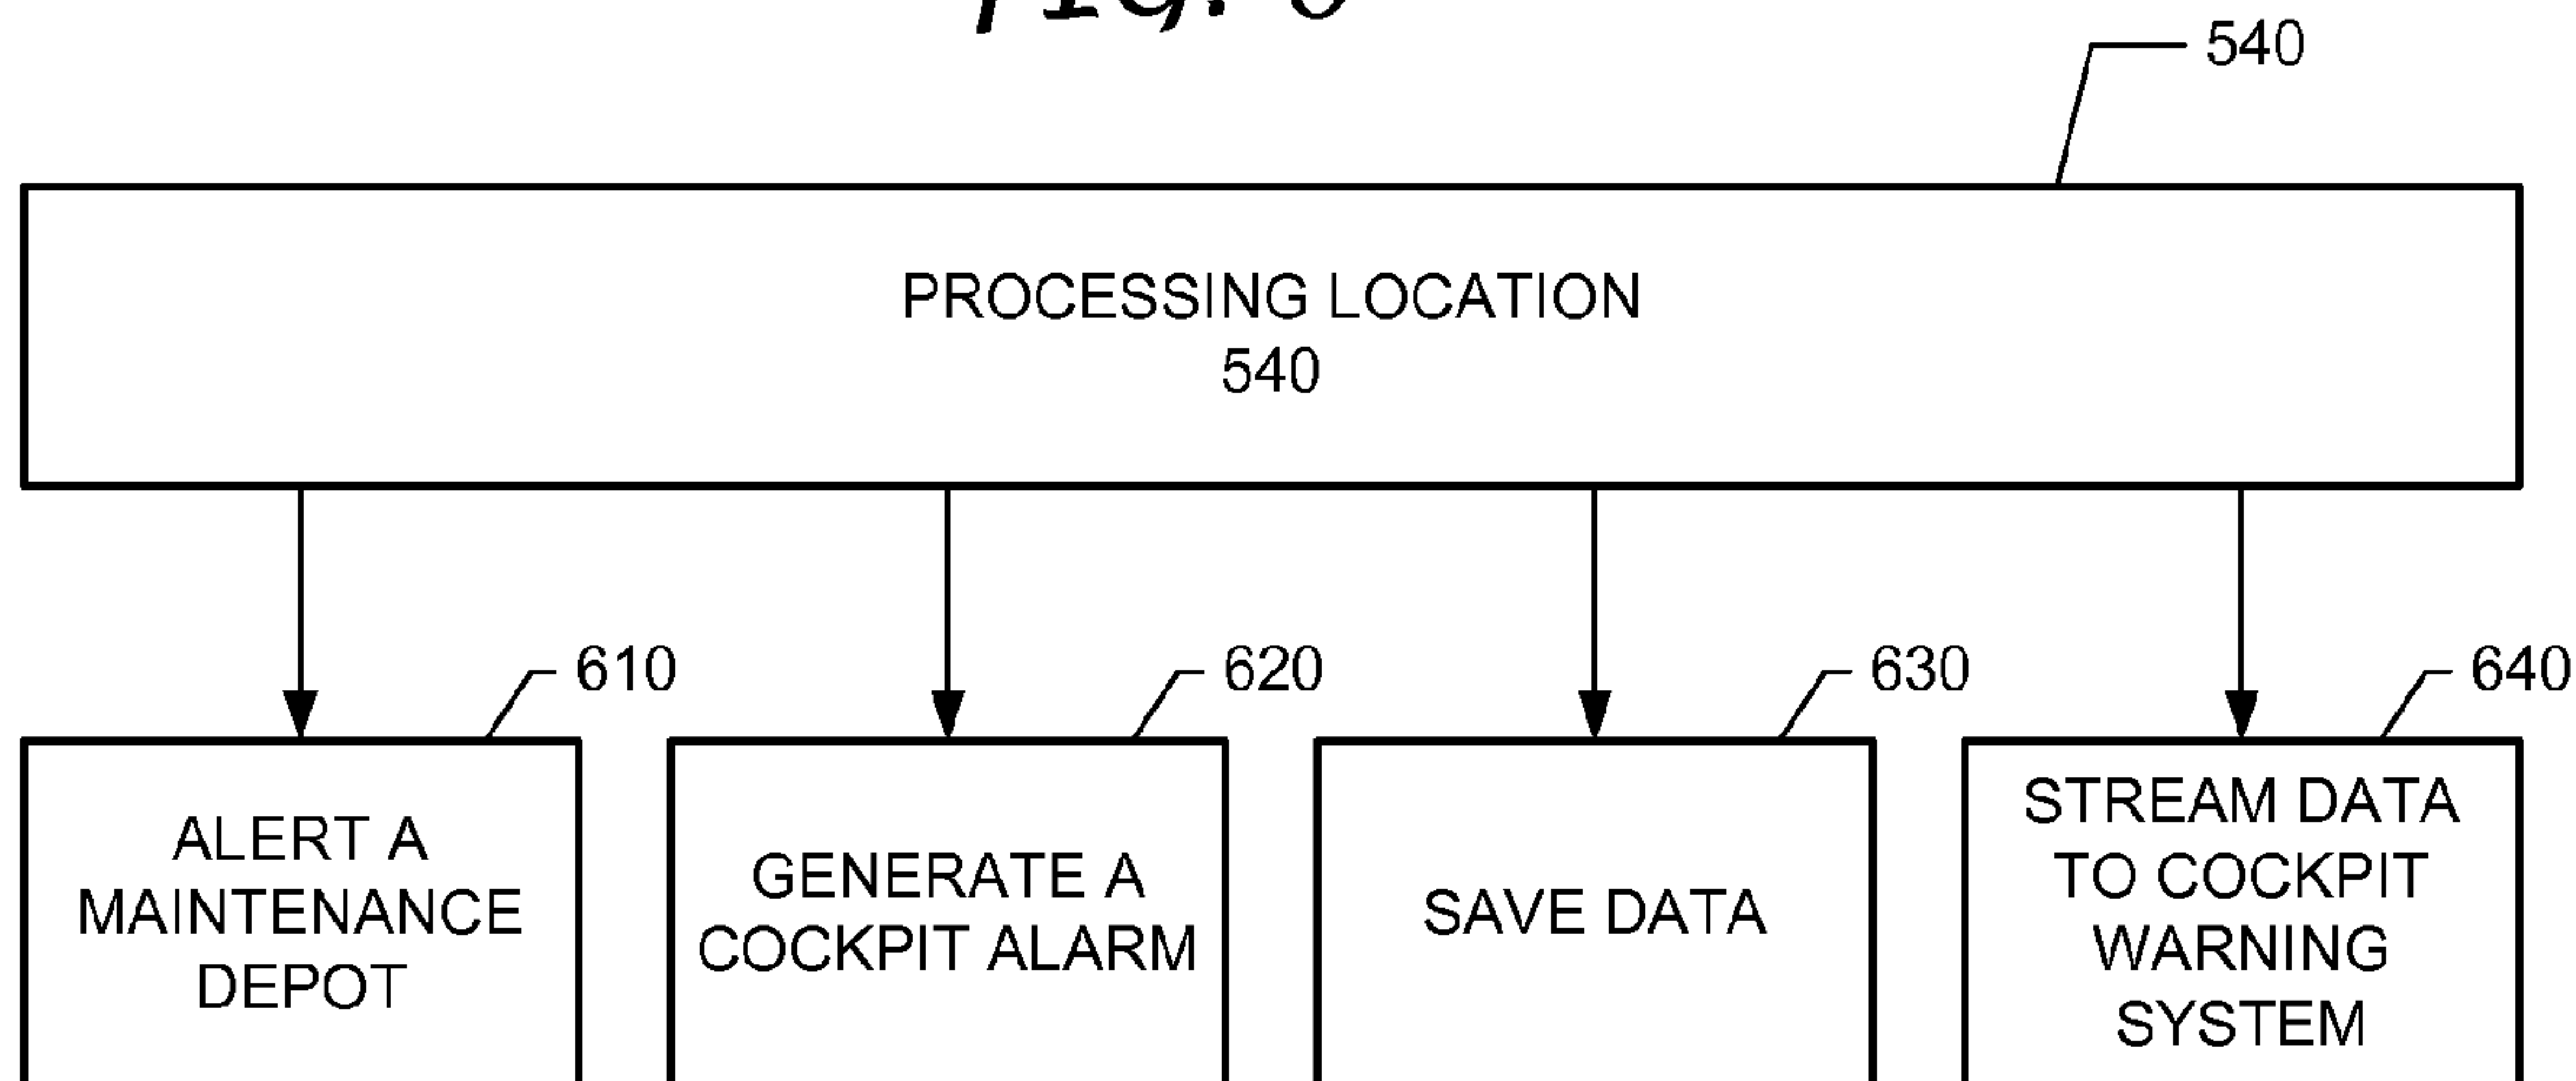 FIG.
540
PROCESSING LOCATION
540
610
620
630
640
ALERT A
MAINTENANCE
DEPOT
GENERATE A
COCKPIT ALARM
SAVE DATA
STREAM DATA
TO COCKPIT
WARNING
SYSTEM